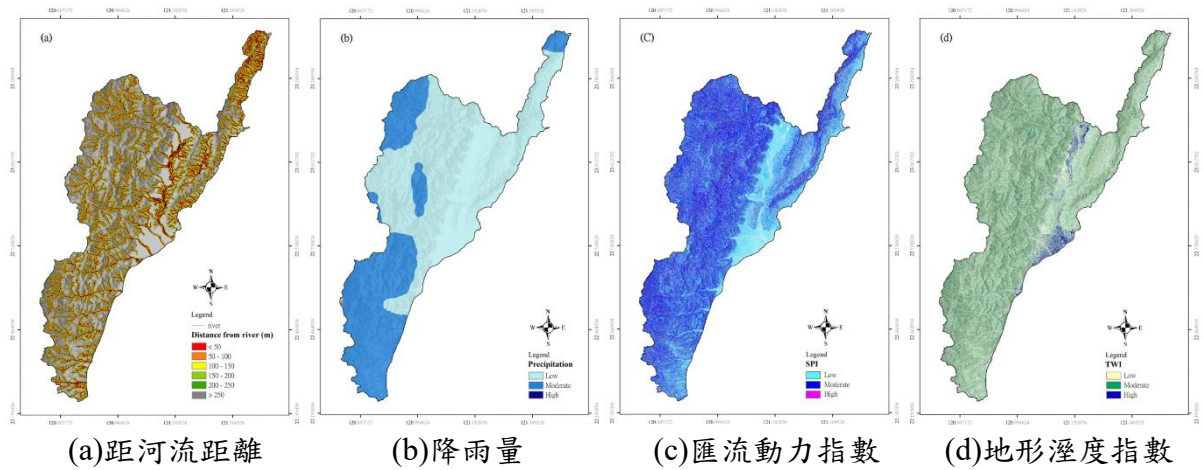 (a)
N
W E
S
Legend
river
Distance from river (m)
< 50
50 - 100
100 - 150
150 - 200
200 - 250
> 250
(b)
N
W E
S
Legend
Precipitation
Low
Moderate
High
(C)
N
W E
S
Legend
SPI
Low
Moderate
High
(d)
N
W E
S
Legend
TWI
Low
Moderate
High
(a)距河流距離
(b)降雨量
(c)匯流動力指數
(d)地形溼度指數